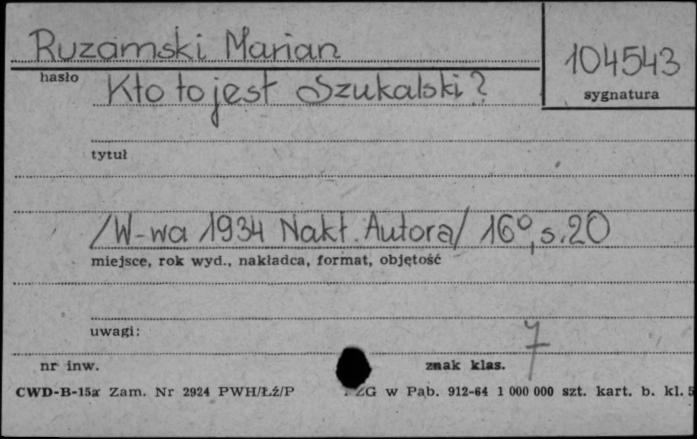 Ruzamski Marian
104543
hasło
Kto to jest Szukalski?
sygnatura
tytuł
/W-wa 1934 Nakł. Autora/ 16°, s. 20
miejsce, rok wyd., nakładca, format, objętość
uwagi:
7
nr inw.
znak klas.
CWD-B-15a Zam. Nr 2924 PWH/Łż/P ZG w Pab. 912-64 1 000 000 szt. kart. b. kl. 5